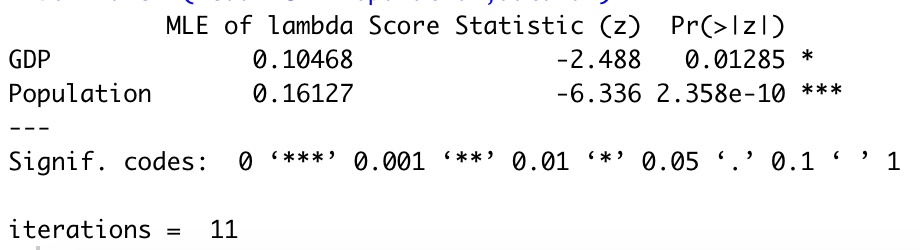 MLE of lambda Score Statistic (z)  Pr(>|z|)
GDP               0.10468              -2.488   0.01285 *
Population        0.16127              -6.336 2.358e-10 ***
---
Signif. codes:  0 ‘***’ 0.001 ‘**’ 0.01 ‘*’ 0.05 ‘.’ 0.1 ‘ ’ 1
iterations =  11